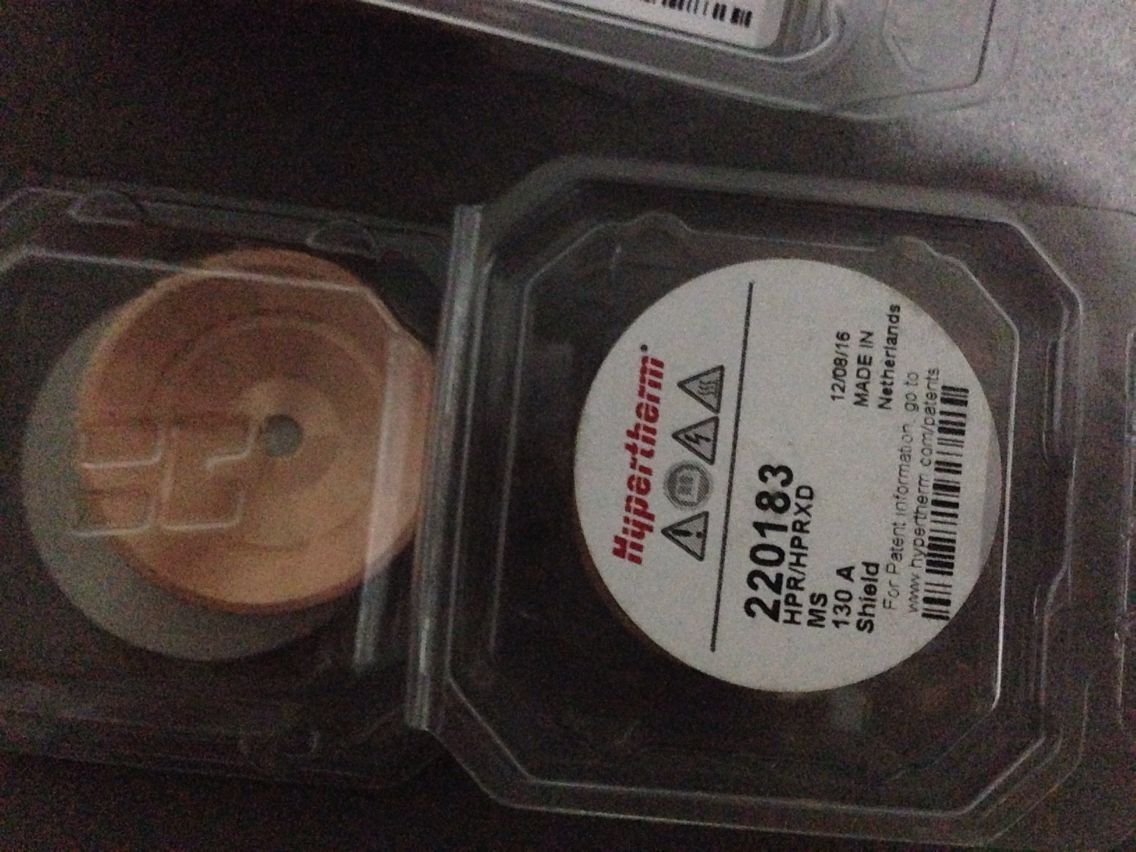 Hypertherm®
220183
HPR/HPRXD
MS
130 A
Shield
12/08/16
MADE IN
Netherlands
For Patent information, go to
www.hypertherm.com/patents